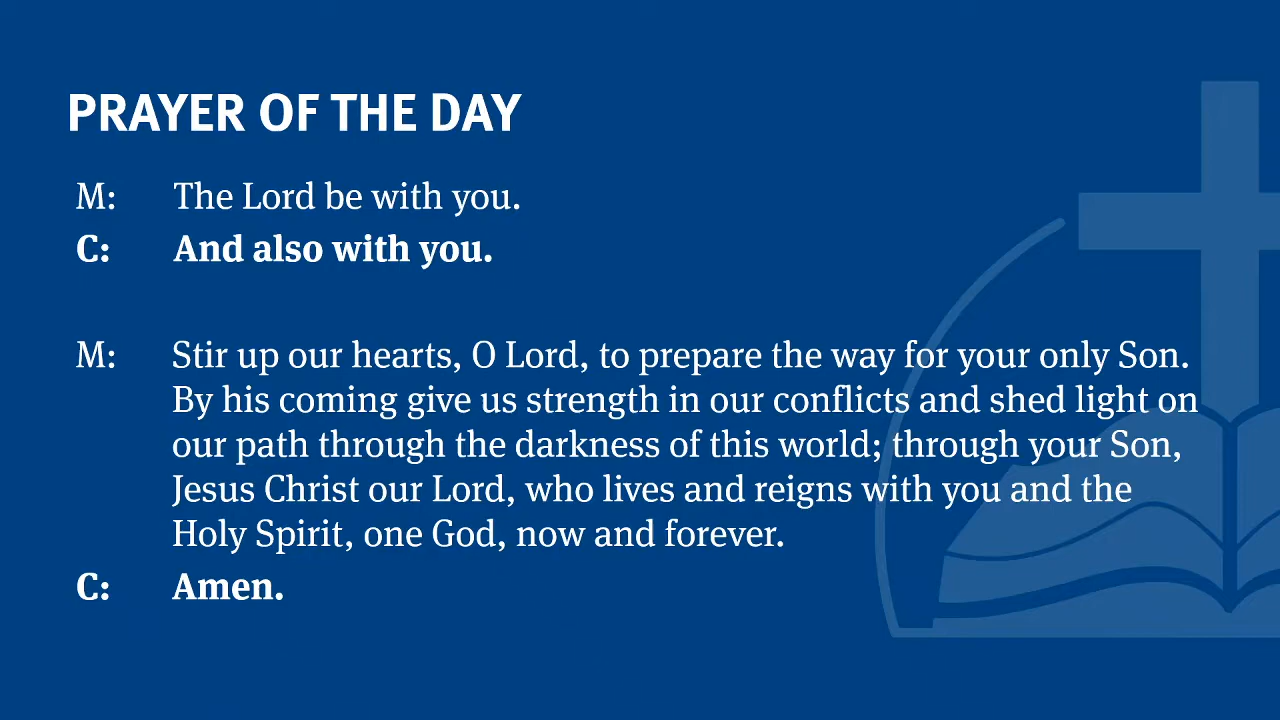 PRAYER OF THE DAY
M: The Lord be with you.
C: And also with you.
M: Stir up our hearts, O Lord, to prepare the way for your only Son.
By his coming give us strength in our conflicts and shed light on
our path through the darkness of this world; through your Son,
Jesus Christ our Lord, who lives and reigns with you and the
Holy Spirit, one God, now and forever.
C: Amen.